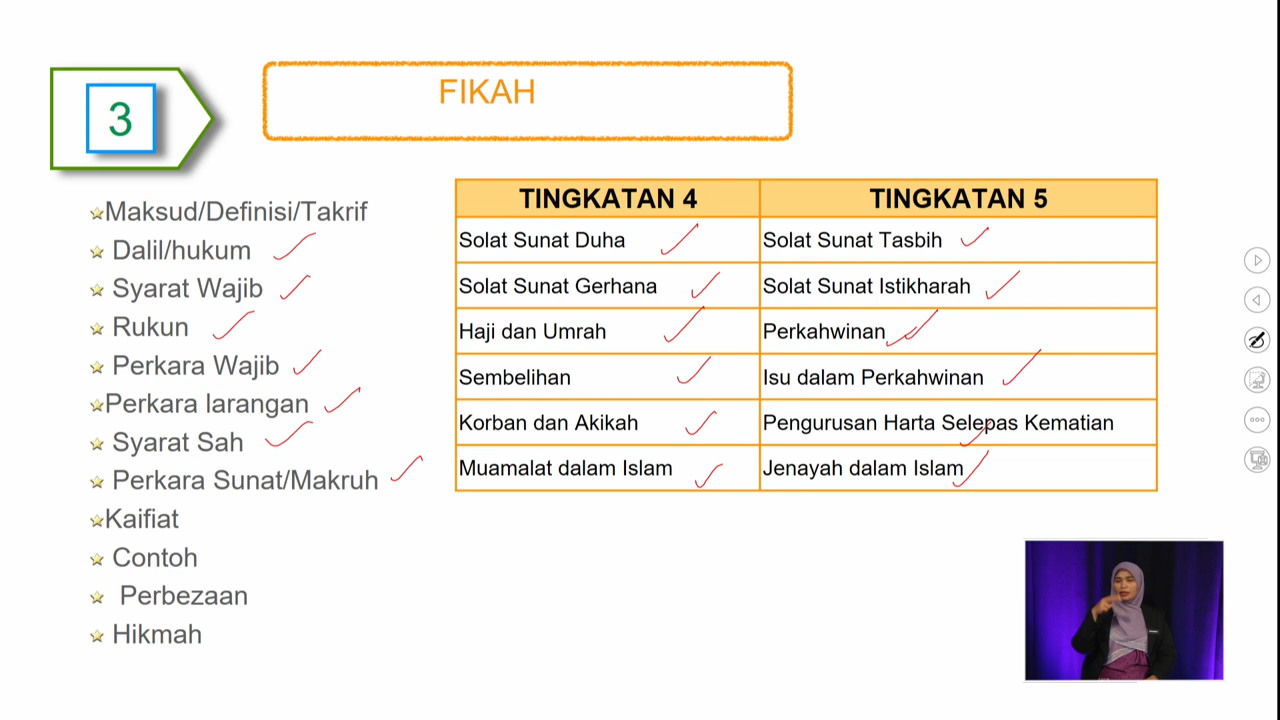 3
FIKAH
Maksud/Definisi/Takrif
Dalil/hukum
Syarat Wajib
Rukun
Perkara Wajib
Perkara larangan
Syarat Sah
Perkara Sunat/Makruh
Kaifiat
Contoh
Perbezaan
Hikmah
TINGKATAN 4 TINGKATAN 5
Solat Sunat Duha Solat Sunat Tasbih
Solat Sunat Gerhana Solat Sunat Istikharah
Haji dan Umrah Perkahwinan
Sembelihan Isu dalam Perkahwinan
Korban dan Akikah Pengurusan Harta Selepas Kematian
Muamalat dalam Islam Jenayah dalam Islam